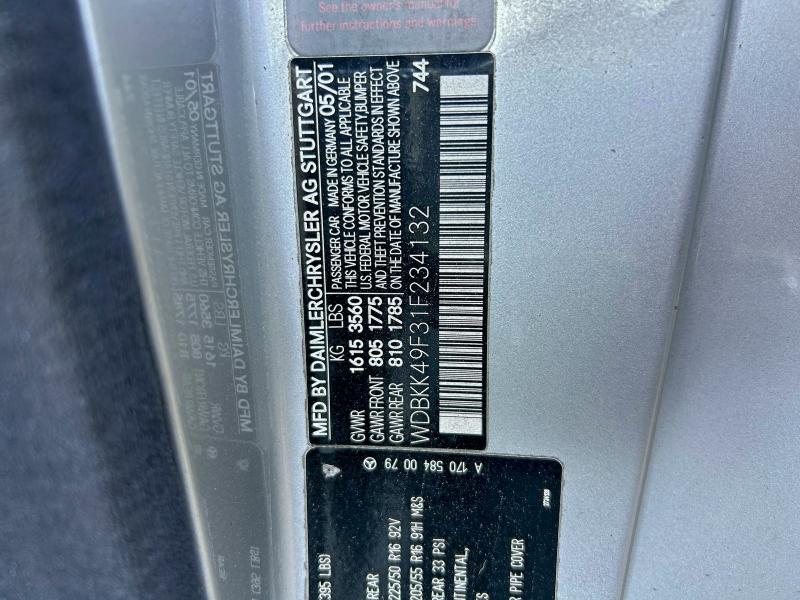 See the owner's manual for
further instructions and warnings.
MFD BY DAIMLERCHRYSLER AG STUTTGART
KG LBS PASSENGER CAR MADE IN GERMANY 05/01
GVWR 1615 3560 THIS VEHICLE CONFORMS TO ALL APPLICABLE
U.S. FEDERAL MOTOR VEHICLE SAFETY, BUMPER
GAWR FRONT 805 1775 AND THEFT PREVENTION STANDARDS IN EFFECT
GAWR REAR 810 1785 ON THE DATE OF MANUFACTURE SHOWN ABOVE
WDBKK49F31F234132 744
A 170 584 00 79
395 LBS)
REAR
225/50 R16 92V
205/55 R16 91H M&S
REAR 33 PSI
R PIPE COVER